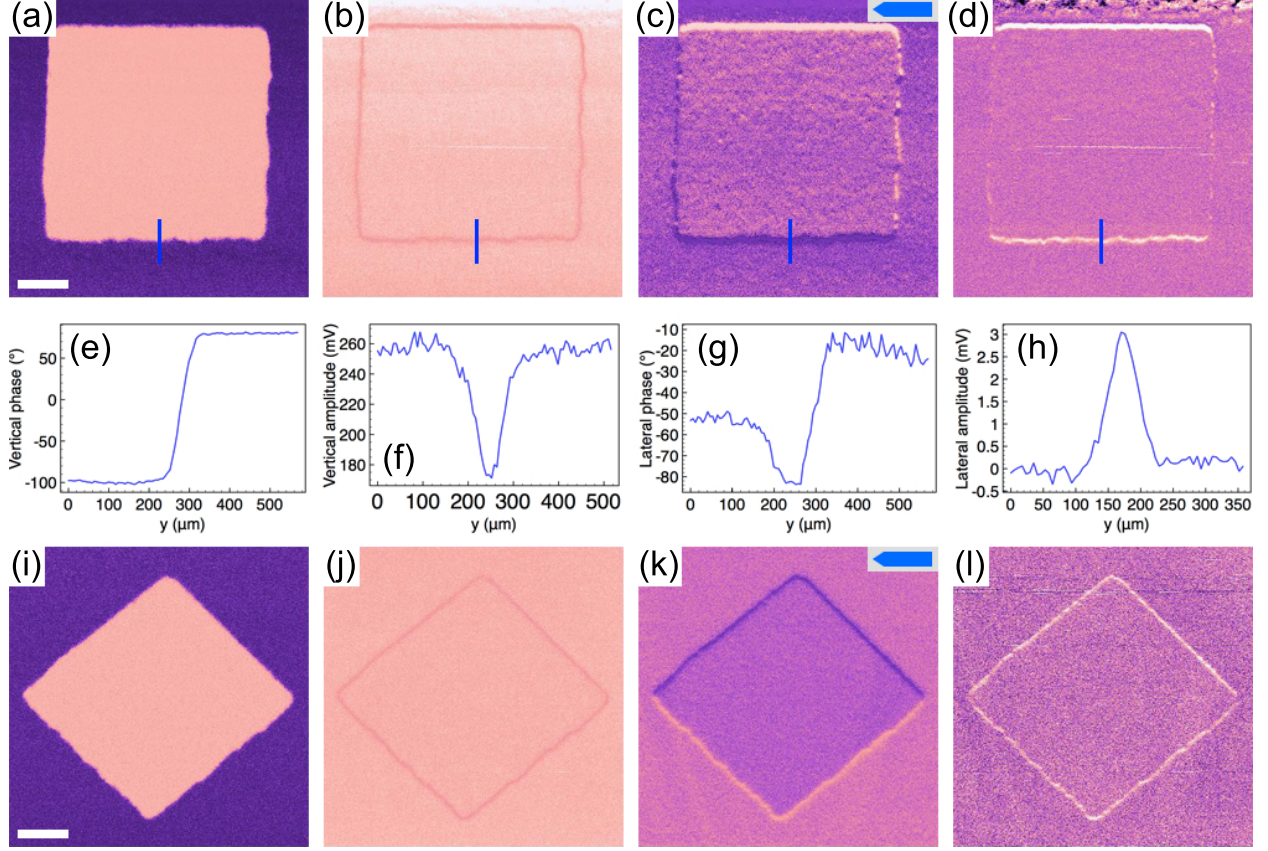 (a) (b) (c) (d)
(e)
50
0
-50
-100
Vertical phase (°)
0 100 200 300 400 500
y (μm)
(f)
260
240
220
200
180
Vertical amplitude (mV)
0 100 200 300 400 500
y (μm)
(g)
-10
-20
-30
-40
-50
-60
-70
-80
Lateral phase (°)
0 100 200 300 400 500
y (μm)
(h)
3
2.5
2
1.5
1
0.5
0
-0.5
Lateral amplitude (mV)
0 50 100 150 200 250 300 350
y (μm)
(i) (j) (k) (l)